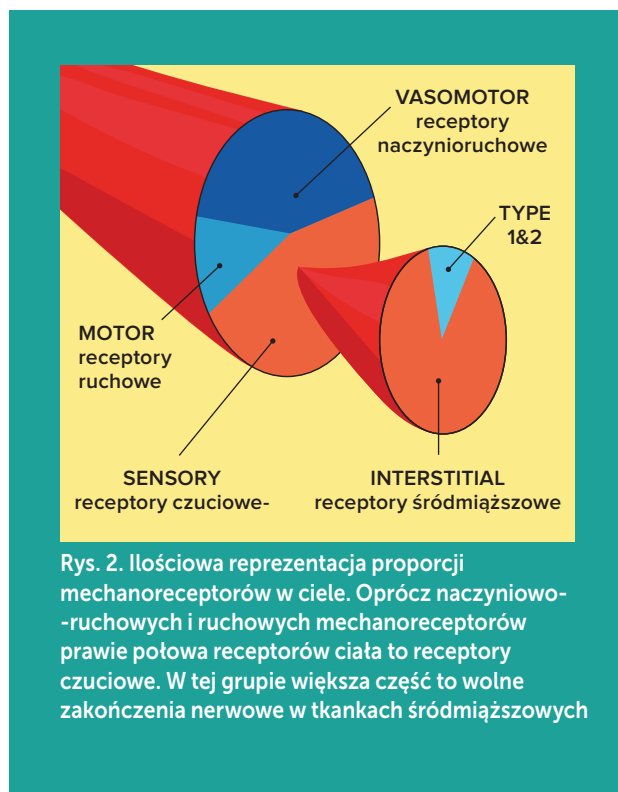 VASOMOTOR
receptory
naczynioruchowe
TYPE
1&2
MOTOR
receptory
ruchowe
SENSORY
receptory czuciowe-
INTERSTITIAL
receptory śródmiąższowe
Rys. 2. Ilościowa reprezentacja proporcji
mechanoreceptorów w ciele. Oprócz naczyniowo-
-ruchowych i ruchowych mechanoreceptorów
prawie połowa receptorów ciała to receptory
czuciowe. W tej grupie większa część to wolne
zakończenia nerwowe w tkankach śródmiąższowych